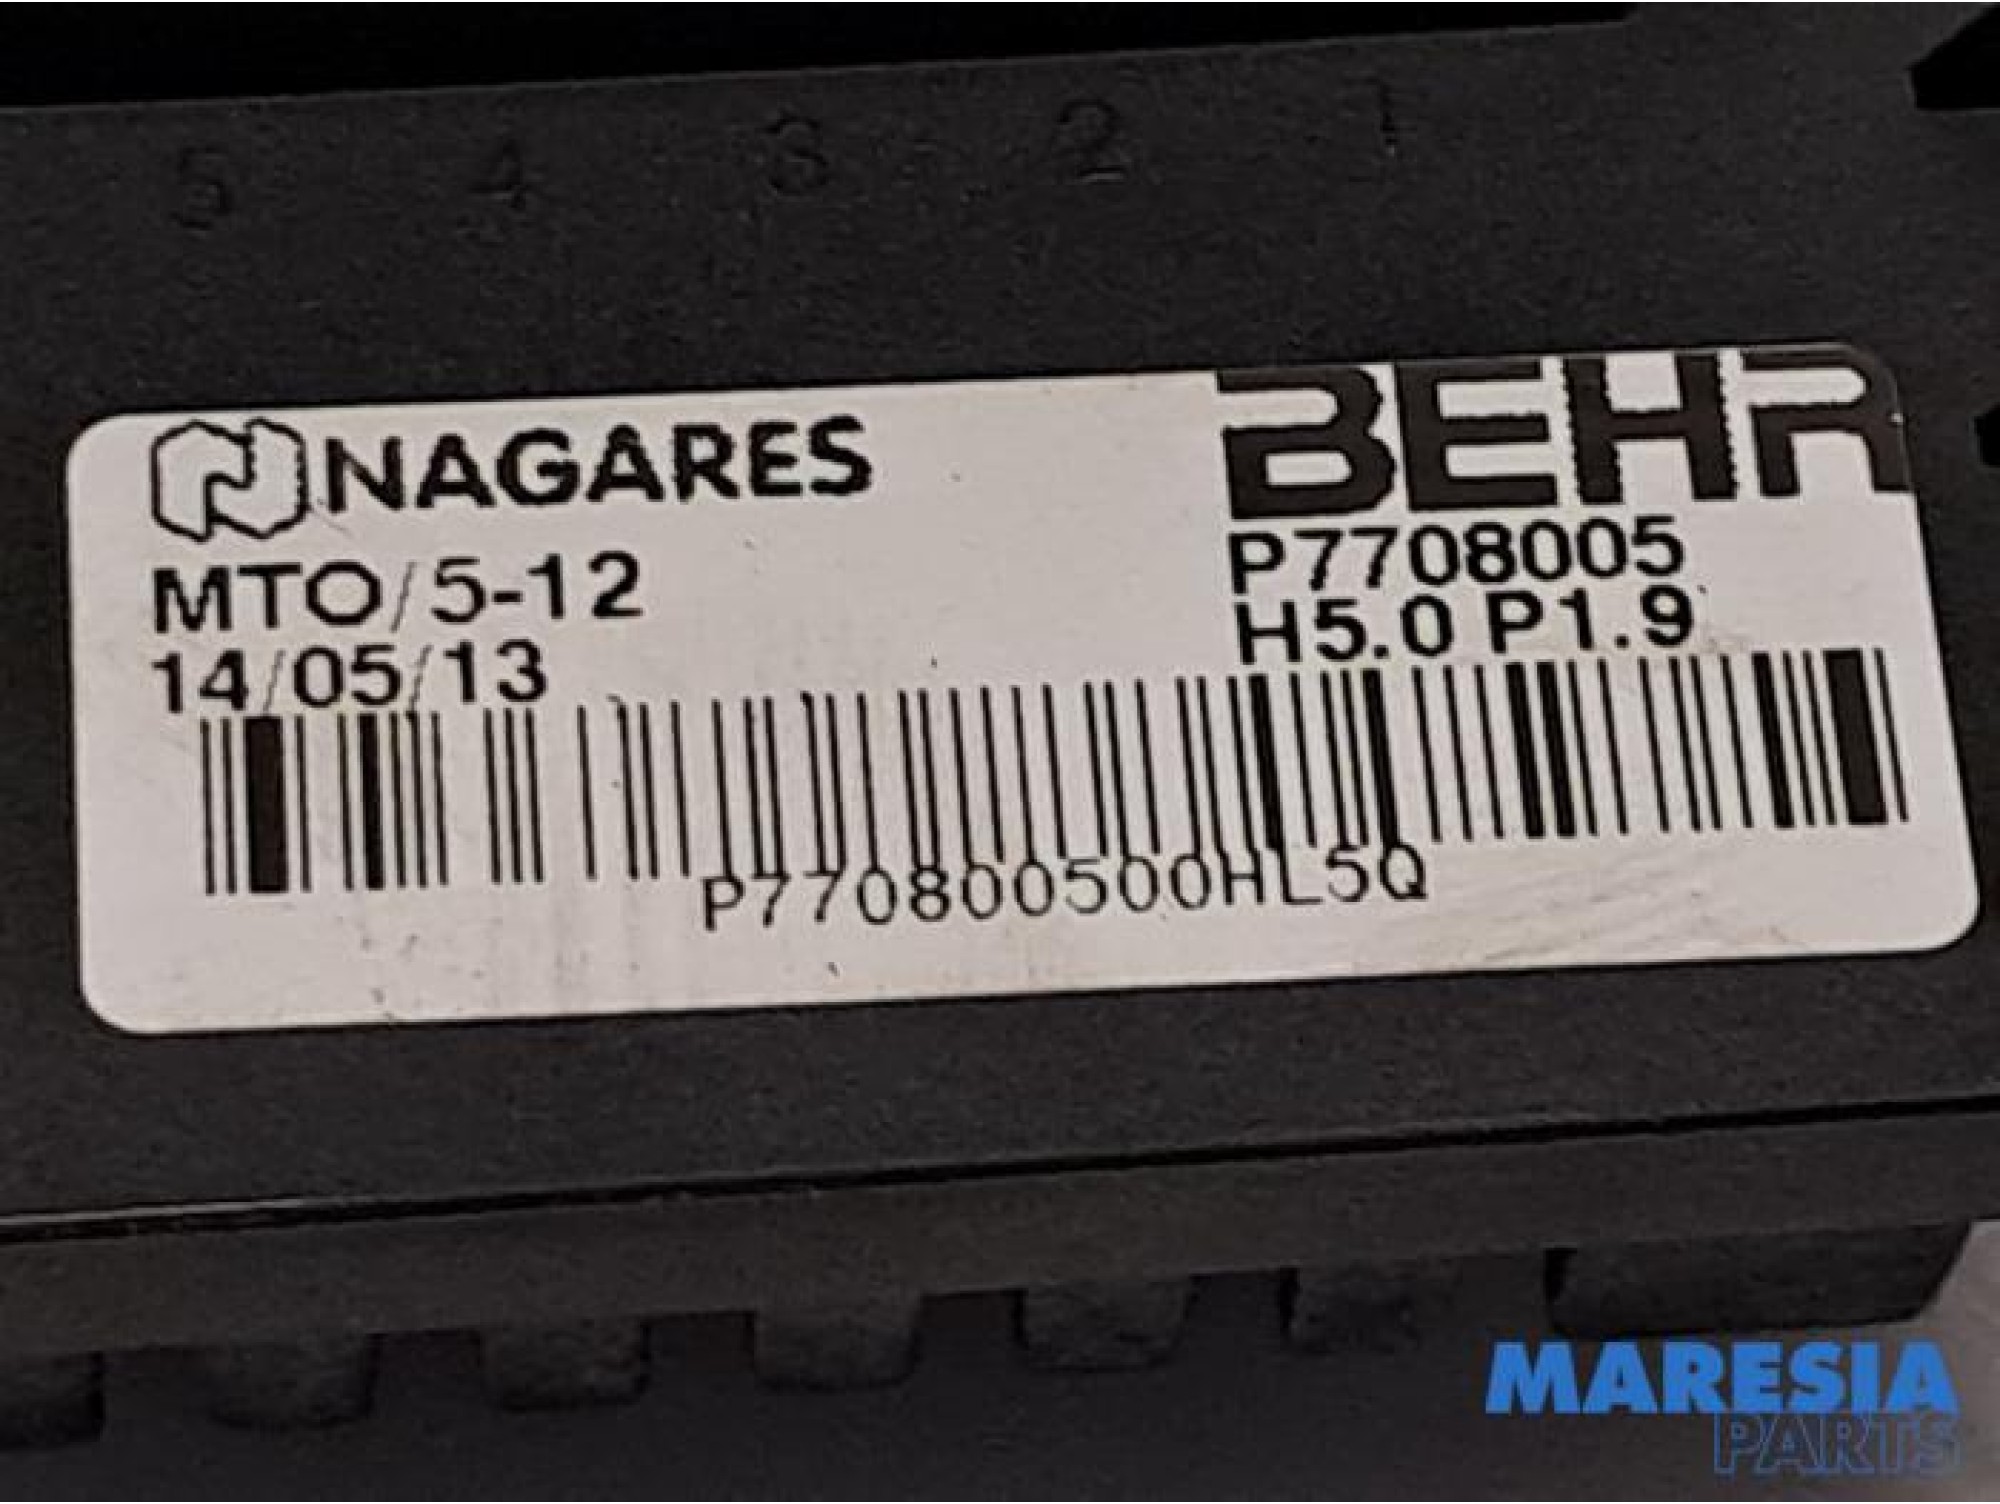 5 4 3 2 1
NAGARES
BEHR
MTO/5-12
P7708005
H5.0 P1.9
14/05/13
P770800500HL5Q
MARESIA
PARTS